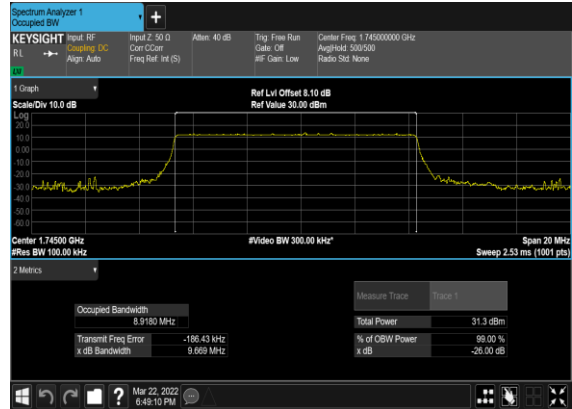 Spectrum Analyzer 1
Occupied BW
+
KEYSIGHT Input: RF Input Z: 50 Ω Atten: 40 dB Trig: Free Run Center Freq: 1.745000000 GHz
RL Coupling: DC Corr CCorr Gate: Off Avg|Hold: 500/500
Align: Auto Freq Ref: Int (S) #IF Gain: Low Radio Std: None
1 Graph
Scale/Div 10.0 dB
Ref Lvl Offset 8.10 dB
Ref Value 30.00 dBm
Log
20.0
10.0
0.00
-10.0
-20.0
-30.0
-40.0
-50.0
-60.0
Center 1.74500 GHz #Video BW 300.00 kHz* Span 20 MHz
#Res BW 100.00 kHz Sweep 2.53 ms (1001 pts)
2 Metrics
Measure Trace Trace 1
Occupied Bandwidth
8.9180 MHz
Total Power 31.3 dBm
Transmit Freq Error -186.43 kHz % of OBW Power 99.00 %
x dB Bandwidth 9.669 MHz x dB -26.00 dB
? Mar 22, 2022
6:49:10 PM